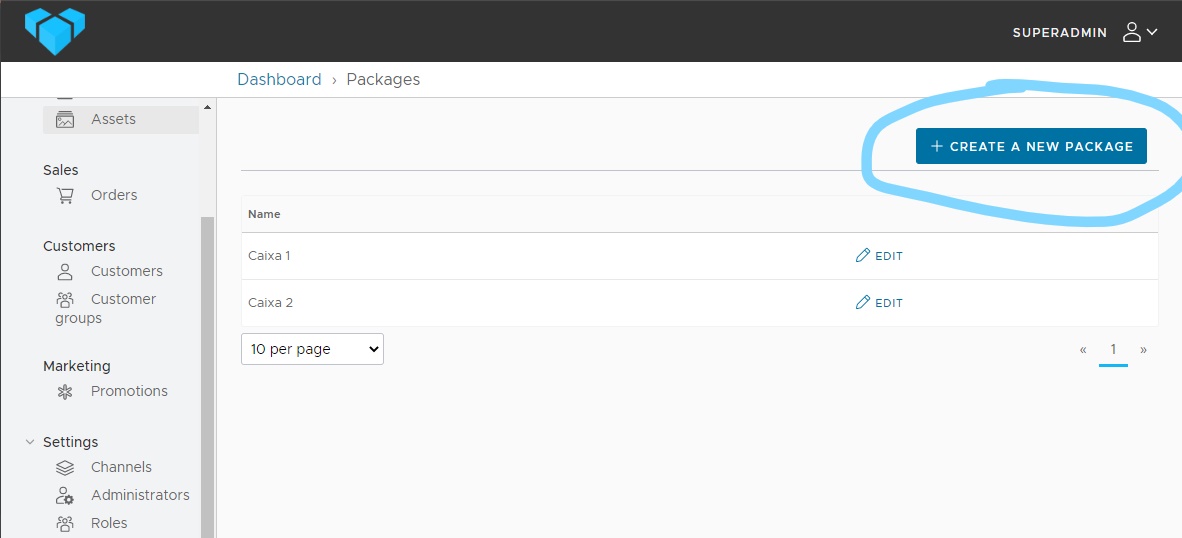 SUPERADMIN
Dashboard › Packages
Assets
+ CREATE A NEW PACKAGE
Sales
Orders
Customers
Customers
Customer
groups
Marketing
Promotions
Settings
Channels
Administrators
Roles
Name
Caixa 1 EDIT
Caixa 2 EDIT
10 per page
« 1 »